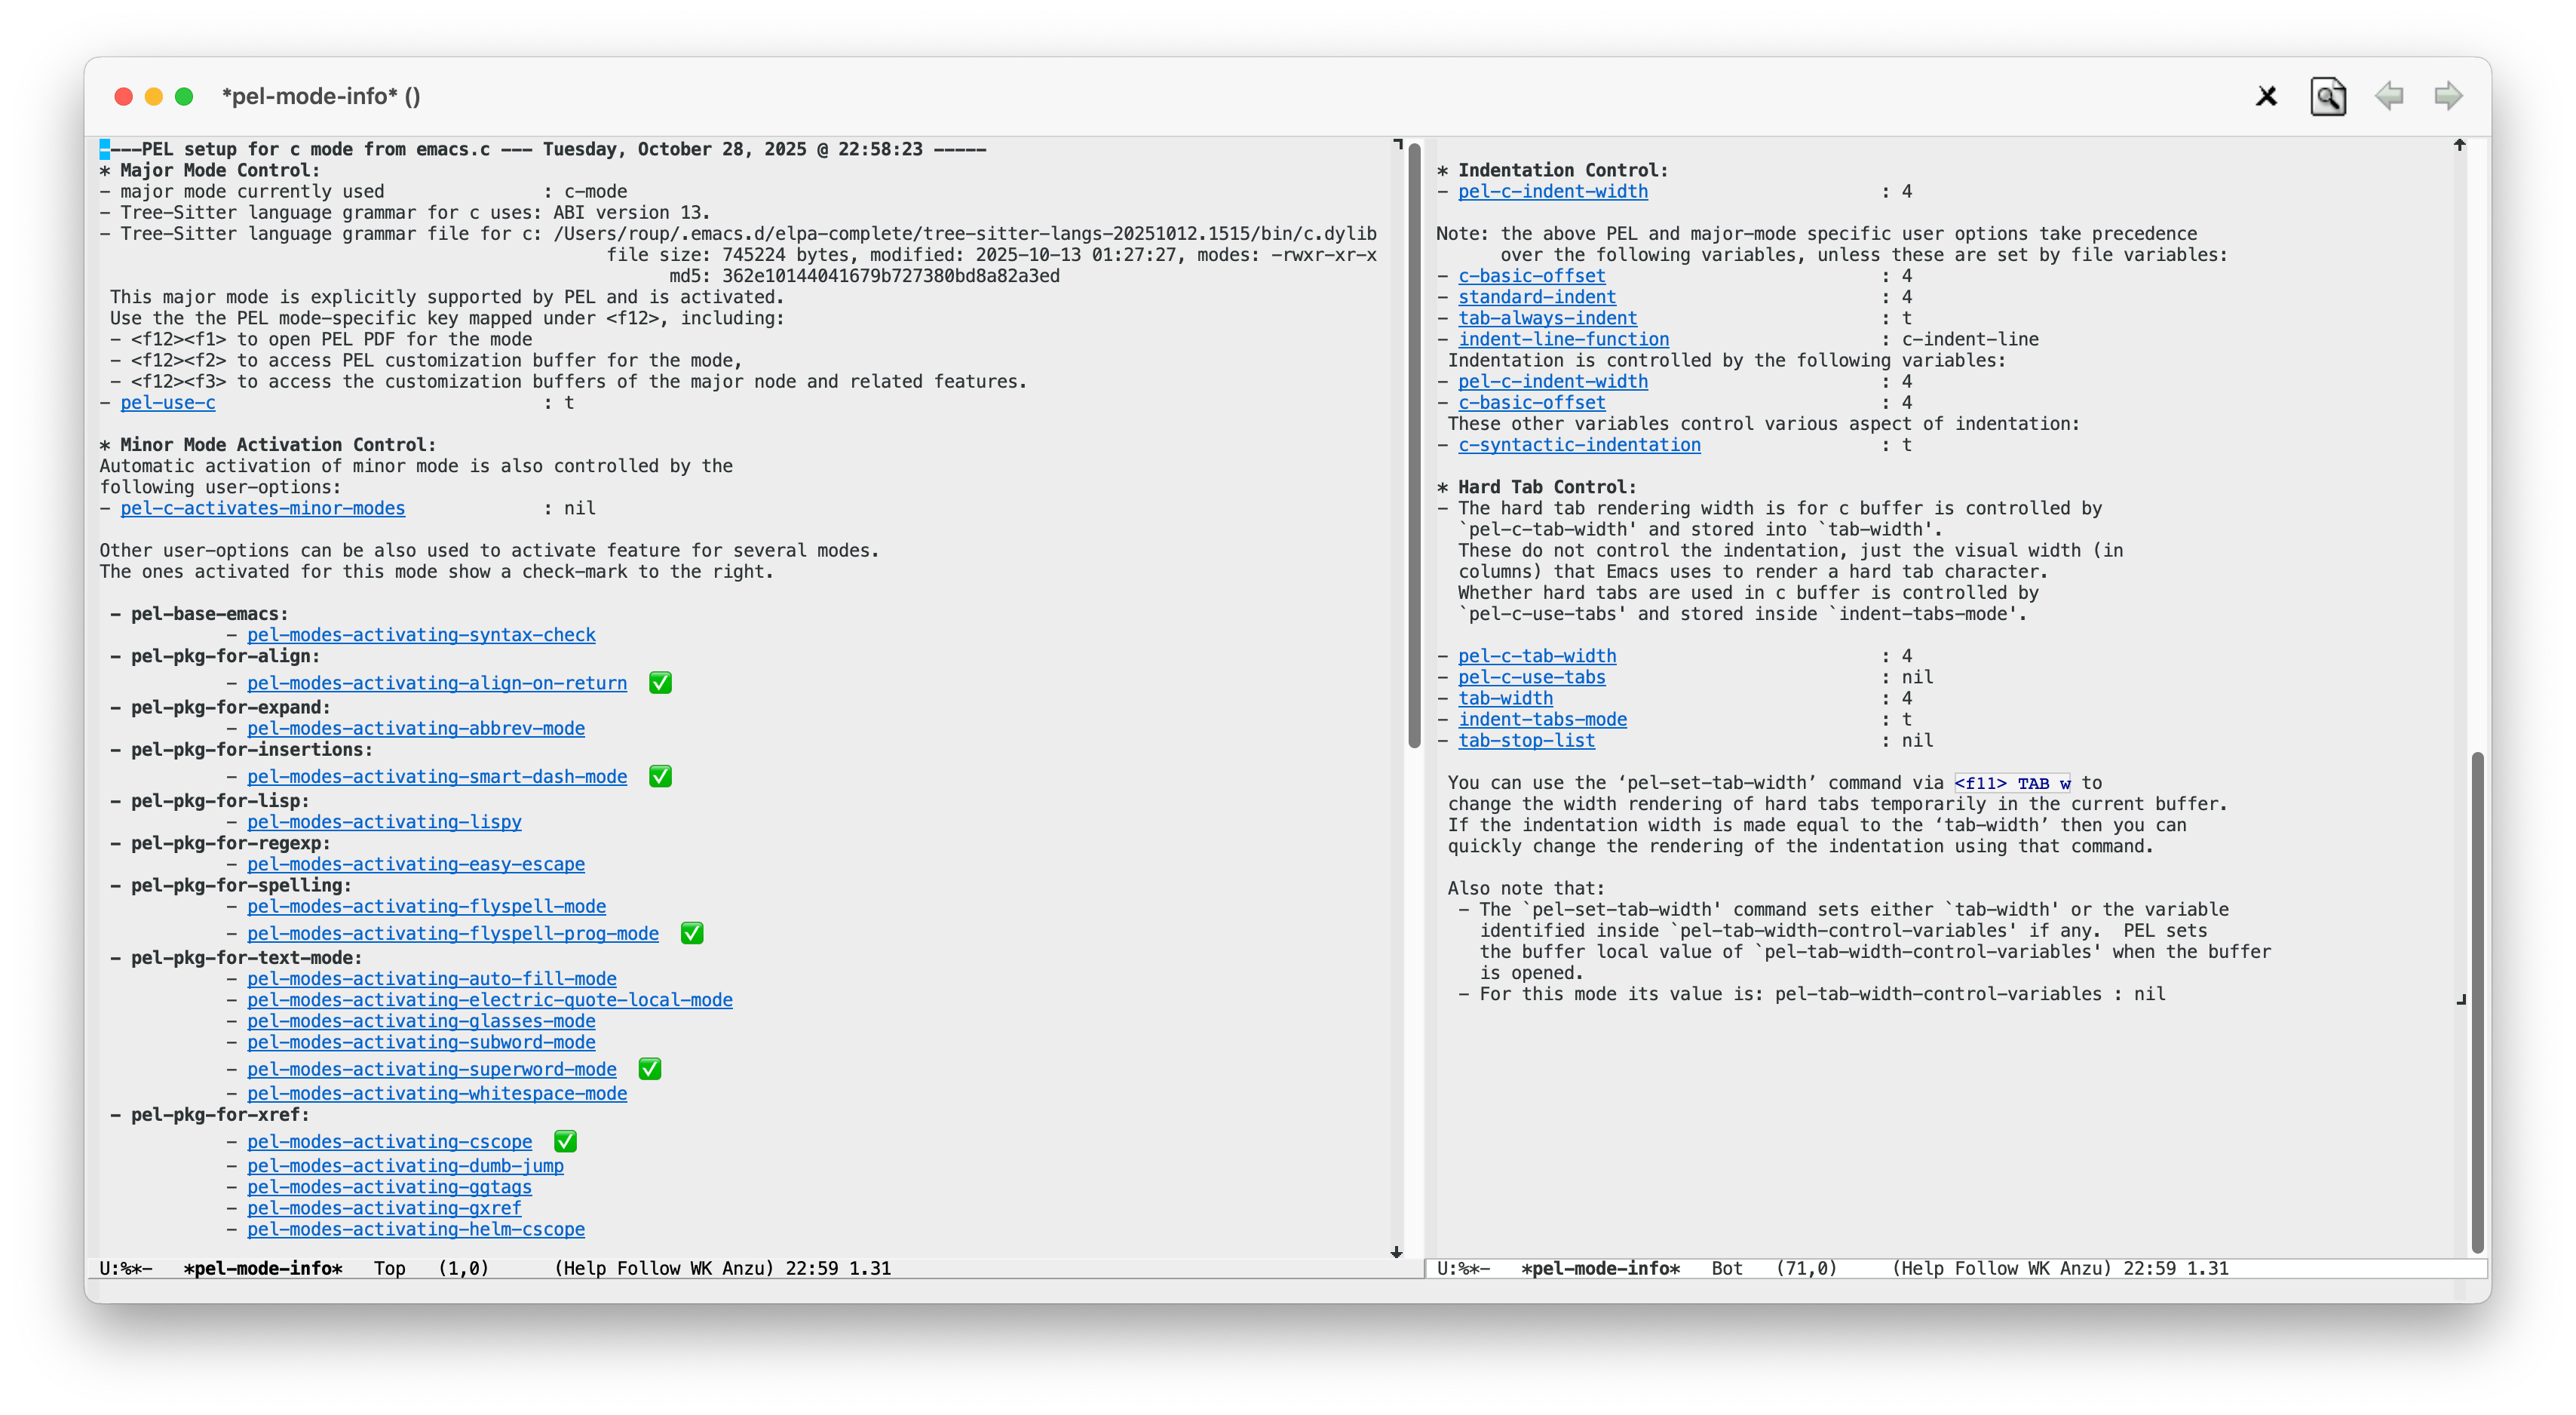 *pel-mode-info* ()
----PEL setup for c mode from emacs.c --- Tuesday, October 28, 2025 @ 22:58:23 -----
* Major Mode Control:
- major mode currently used               : c-mode
- Tree-Sitter language grammar for c uses: ABI version 13.
- Tree-Sitter language grammar file for c: /Users/roup/.emacs.d/elpa-complete/tree-sitter-langs-20251012.1515/bin/c.dylib
file size: 745224 bytes, modified: 2025-10-13 01:27:27, modes: -rwxr-xr-x
md5: 362e10144041679b727380bd8a82a3ed
This major mode is explicitly supported by PEL and is activated.
Use the the PEL mode-specific key mapped under <f12>, including:
- <f12><f1> to open PEL PDF for the mode
- <f12><f2> to access PEL customization buffer for the mode,
- <f12><f3> to access the customization buffers of the major node and related features.
- pel-use-c                               : t
* Minor Mode Activation Control:
Automatic activation of minor mode is also controlled by the
following user-options:
- pel-c-activates-minor-modes             : nil
Other user-options can be also used to activate feature for several modes.
The ones activated for this mode show a check-mark to the right.
- pel-base-emacs:
- pel-modes-activating-syntax-check
- pel-pkg-for-align:
- pel-modes-activating-align-on-return ✅
- pel-pkg-for-expand:
- pel-modes-activating-abbrev-mode
- pel-pkg-for-insertions:
- pel-modes-activating-smart-dash-mode ✅
- pel-pkg-for-lisp:
- pel-modes-activating-lispy
- pel-pkg-for-regexp:
- pel-modes-activating-easy-escape
- pel-pkg-for-spelling:
- pel-modes-activating-flyspell-mode
- pel-modes-activating-flyspell-prog-mode ✅
- pel-pkg-for-text-mode:
- pel-modes-activating-auto-fill-mode
- pel-modes-activating-electric-quote-local-mode
- pel-modes-activating-glasses-mode
- pel-modes-activating-subword-mode
- pel-modes-activating-superword-mode ✅
- pel-modes-activating-whitespace-mode
- pel-pkg-for-xref:
- pel-modes-activating-cscope ✅
- pel-modes-activating-dumb-jump
- pel-modes-activating-ggtags
- pel-modes-activating-gxref
- pel-modes-activating-helm-cscope
U:%*-   *pel-mode-info*   Top   (1,0)      (Help Follow WK Anzu) 22:59 1.31
* Indentation Control:
- pel-c-indent-width                      : 4
Note: the above PEL and major-mode specific user options take precedence
over the following variables, unless these are set by file variables:
- c-basic-offset                          : 4
- standard-indent                         : 4
- tab-always-indent                       : t
- indent-line-function                    : c-indent-line
Indentation is controlled by the following variables:
- pel-c-indent-width                      : 4
- c-basic-offset                          : 4
These other variables control various aspect of indentation:
- c-syntactic-indentation                 : t
* Hard Tab Control:
- The hard tab rendering width is for c buffer is controlled by
`pel-c-tab-width' and stored into `tab-width'.
These do not control the indentation, just the visual width (in
columns) that Emacs uses to render a hard tab character.
Whether hard tabs are used in c buffer is controlled by
`pel-c-use-tabs' and stored inside `indent-tabs-mode'.
- pel-c-tab-width                         : 4
- pel-c-use-tabs                          : nil
- tab-width                               : 4
- indent-tabs-mode                        : t
- tab-stop-list                           : nil
You can use the ‘pel-set-tab-width’ command via <f11> TAB w to
change the width rendering of hard tabs temporarily in the current buffer.
If the indentation width is made equal to the ‘tab-width’ then you can
quickly change the rendering of the indentation using that command.
Also note that:
- The `pel-set-tab-width' command sets either `tab-width' or the variable
identified inside `pel-tab-width-control-variables' if any.  PEL sets
the buffer local value of `pel-tab-width-control-variables' when the buffer
is opened.
- For this mode its value is: pel-tab-width-control-variables : nil
U:%*-   *pel-mode-info*   Bot   (71,0)     (Help Follow WK Anzu) 22:59 1.31